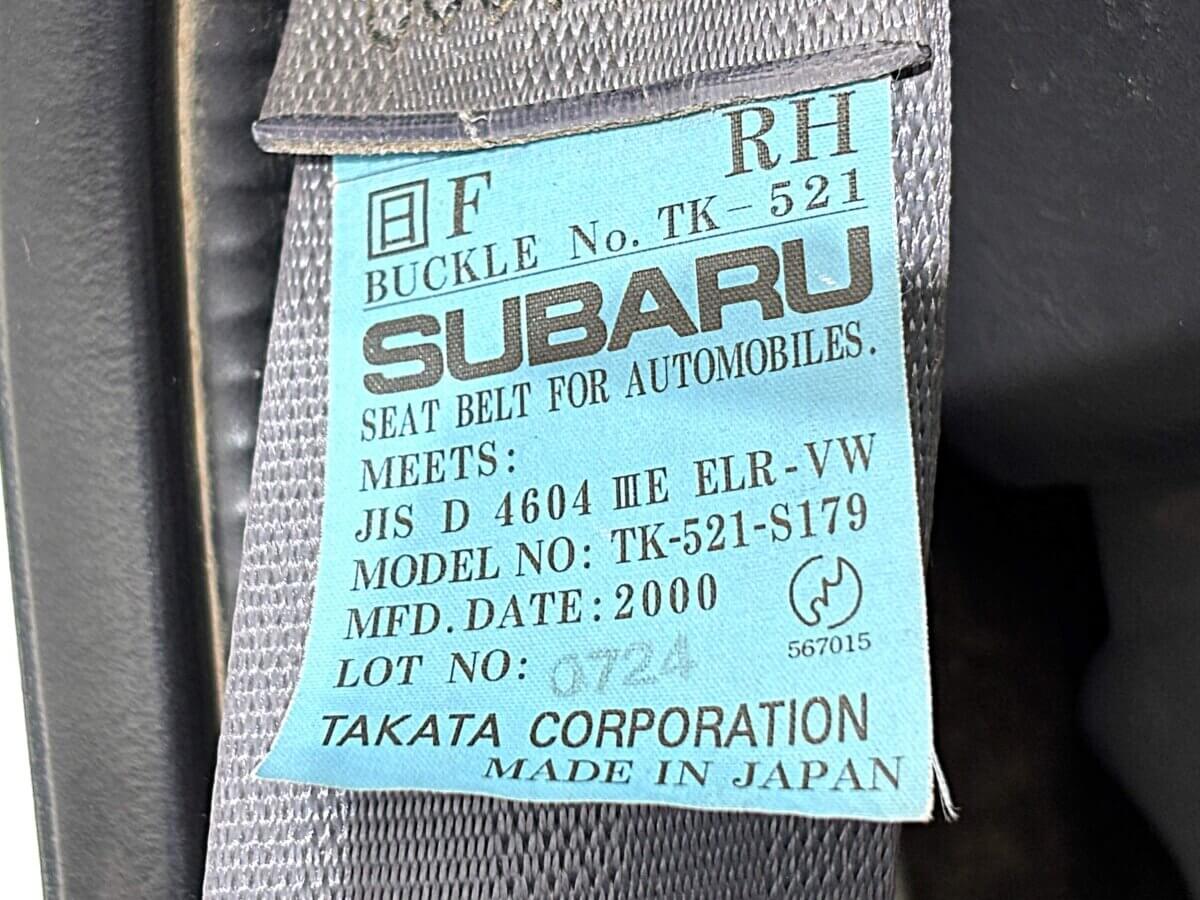 RH
日 F
BUCKLE No. TK-521
SUBARU
SEAT BELT FOR AUTOMOBILES.
MEETS:
JIS D 4604 ⅢE ELR-VW
MODEL NO: TK-521-S179
MFD. DATE: 2000
567015
LOT NO: 0724
TAKATA CORPORATION
MADE IN JAPAN